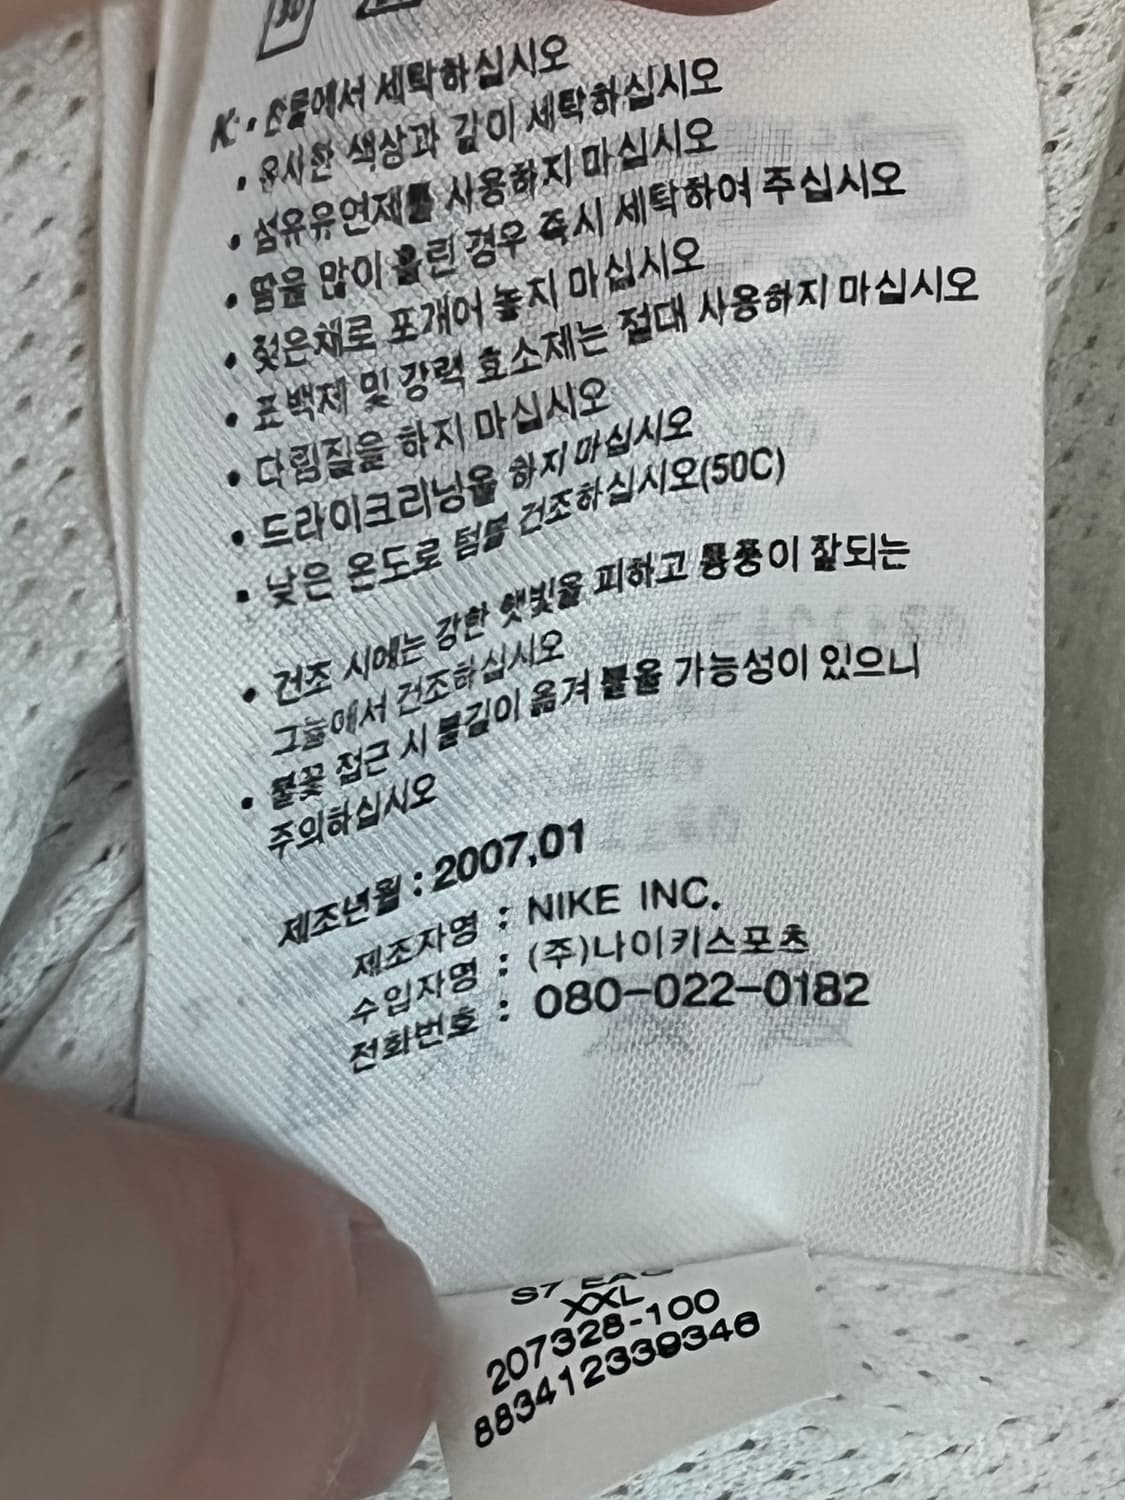 30
K: • 찬물에서 세탁하십시오
• 유사한 색상과 같이 세탁하십시오
• 섬유유연제를 사용하지 마십시오
• 땀을 많이 흘린 경우 즉시 세탁하여 주십시오
• 젖은채로 포개어 놓지 마십시오
• 표백제 및 강력 효소제는 절대 사용하지 마십시오
• 다림질을 하지 마십시오
• 드라이크리닝을 하지 마십시오
• 낮은 온도로 텀블 건조하십시오(50C)
• 건조 시에는 강한 햇빛을 피하고 통풍이 잘되는
그늘에서 건조하십시오
• 불꽃 접근 시 불길이 옮겨 붙을 가능성이 있으니
주의하십시오
제조년월 : 2007,01
제조자명 : NIKE INC.
수입자명 : (주)나이키스포츠
전화번호 : 080-022-0182
S7
XXL
207328-100
883412339346